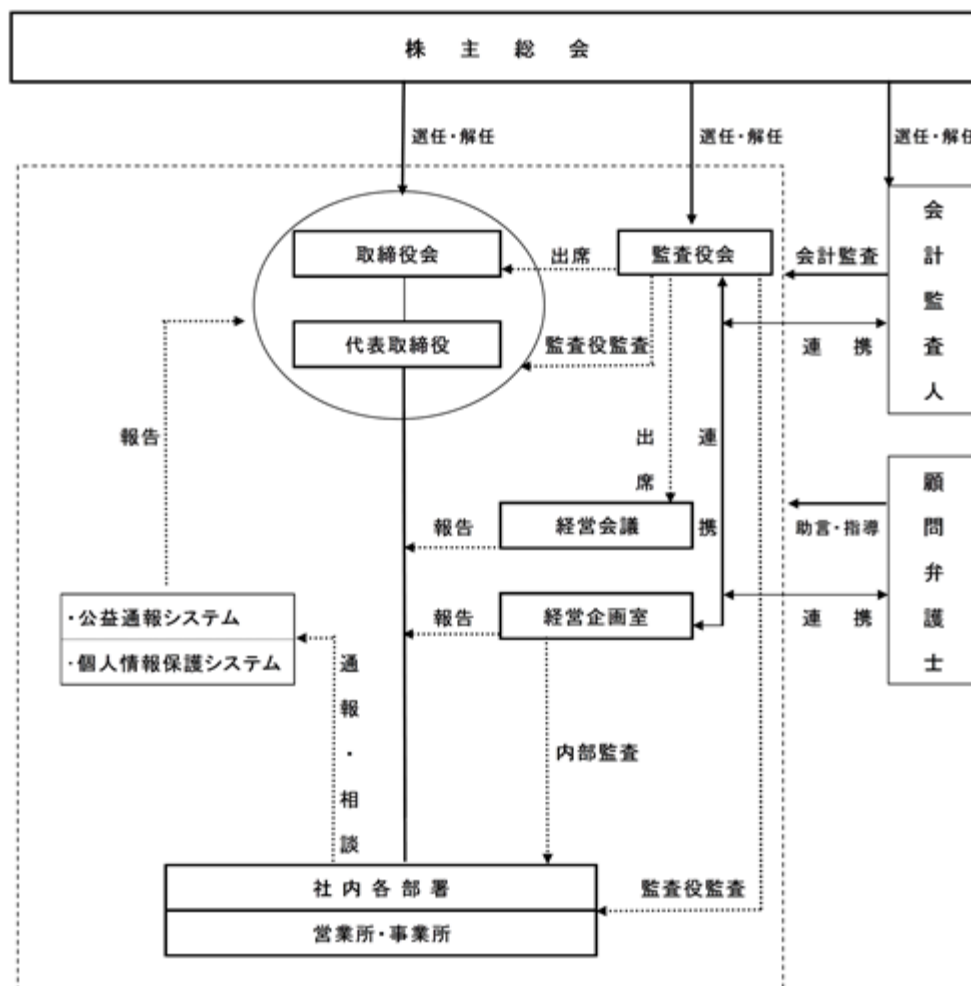 株主総会
選任・解任
選任・解任
選任・解任
取締役会
出席
監査役会
会計監査
会計監査人
代表取締役
監査役監査
連携
報告
出席
連携
経営会議
報告
助言・指導
顧問弁護士
・公益通報システム
・個人情報保護システム
報告
経営企画室
連携
通報・相談
内部監査
社内各部署
監査役監査
営業所・事業所